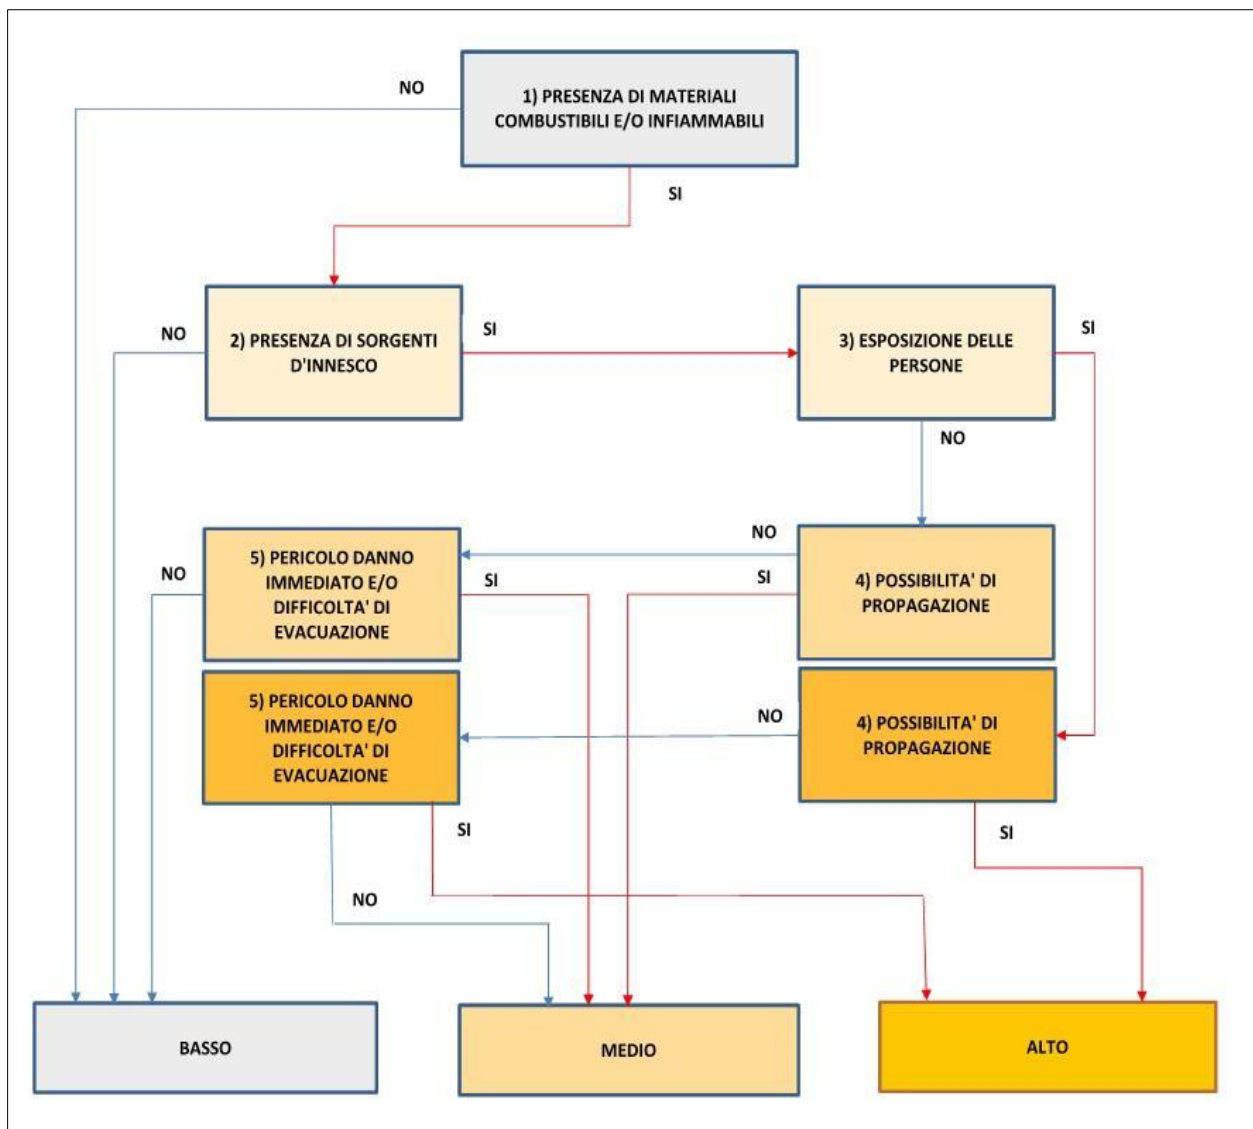 NO
1) PRESENZA DI MATERIALI
COMBUSTIBILI E/O INFIAMMABILI
SI
NO
2) PRESENZA DI SORGENTI
D'INNESCO
SI
3) ESPOSIZIONE DELLE
PERSONE
SI
NO
NO
5) PERICOLO DANNO
IMMEDIATO E/O
DIFFICOLTA' DI
EVACUAZIONE
SI
NO
SI
4) POSSIBILITA' DI
PROPAGAZIONE
5) PERICOLO DANNO
IMMEDIATO E/O
DIFFICOLTA' DI
EVACUAZIONE
NO
4) POSSIBILITA' DI
PROPAGAZIONE
SI
SI
NO
BASSO
MEDIO
ALTO